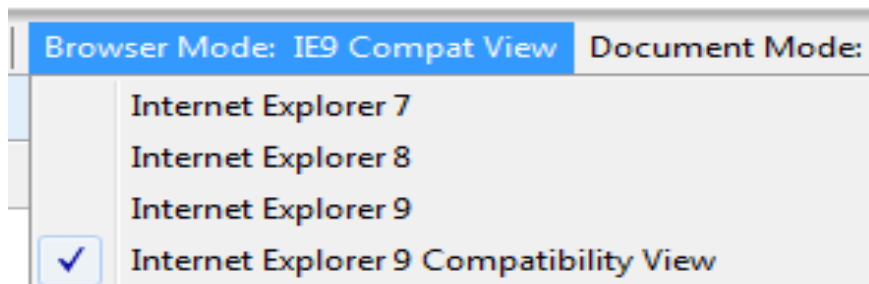 Browser Mode: IE9 Compat View Document Mode:
Internet Explorer 7
Internet Explorer 8
Internet Explorer 9
Internet Explorer 9 Compatibility View